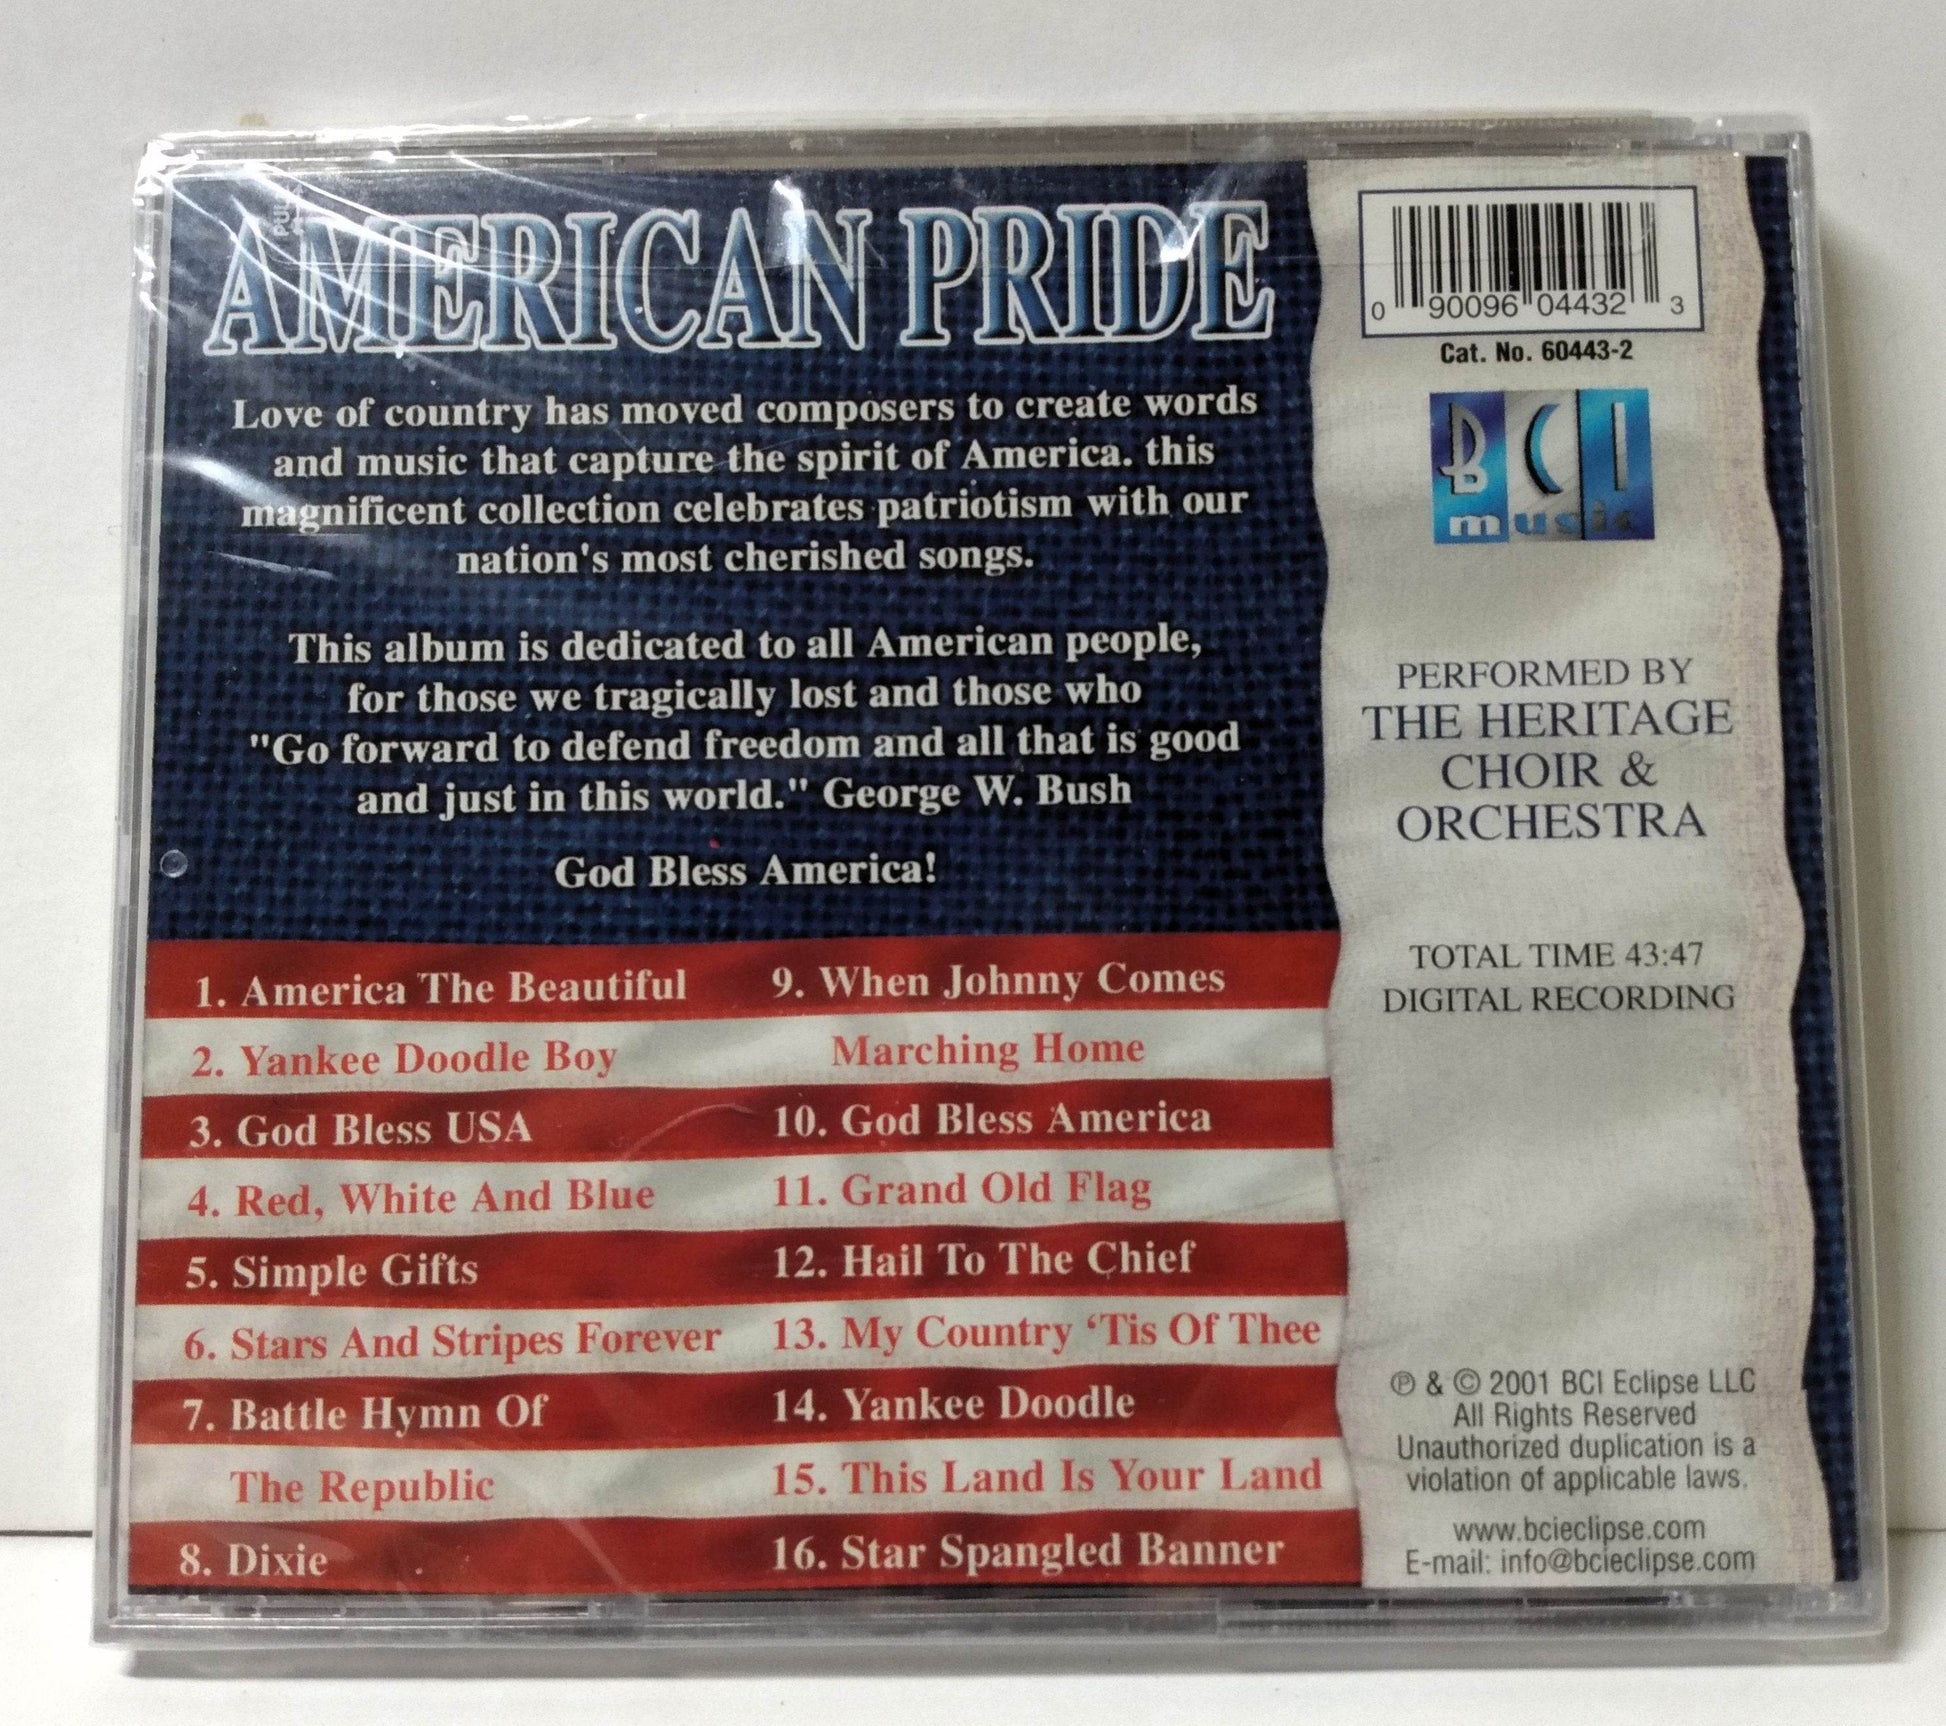 AMERICAN PRIDE
Love of country has moved composers to create words
and music that capture the spirit of America. this
magnificent collection celebrates patriotism with our
nation's most cherished songs.
This album is dedicated to all American people,
for those we tragically lost and those who
"Go forward to defend freedom and all that is good
and just in this world." George W. Bush
God Bless America!
1. America The Beautiful
2. Yankee Doodle Boy
3. God Bless USA
4. Red, White And Blue
5. Simple Gifts
6. Stars And Stripes Forever
7. Battle Hymn Of
The Republic
8. Dixie
9. When Johnny Comes
Marching Home
10. God Bless America
11. Grand Old Flag
12. Hail To The Chief
13. My Country ‘Tis Of Thee
14. Yankee Doodle
15. This Land Is Your Land
16. Star Spangled Banner
0 90096 04432 3
Cat. No. 60443-2
BCI
music
PERFORMED BY
THE HERITAGE
CHOIR &
ORCHESTRA
TOTAL TIME 43:47
DIGITAL RECORDING
℗ & © 2001 BCI Eclipse LLC
All Rights Reserved
Unauthorized duplication is a
violation of applicable laws.
www.bcieclipse.com
E-mail: info@bcieclipse.com